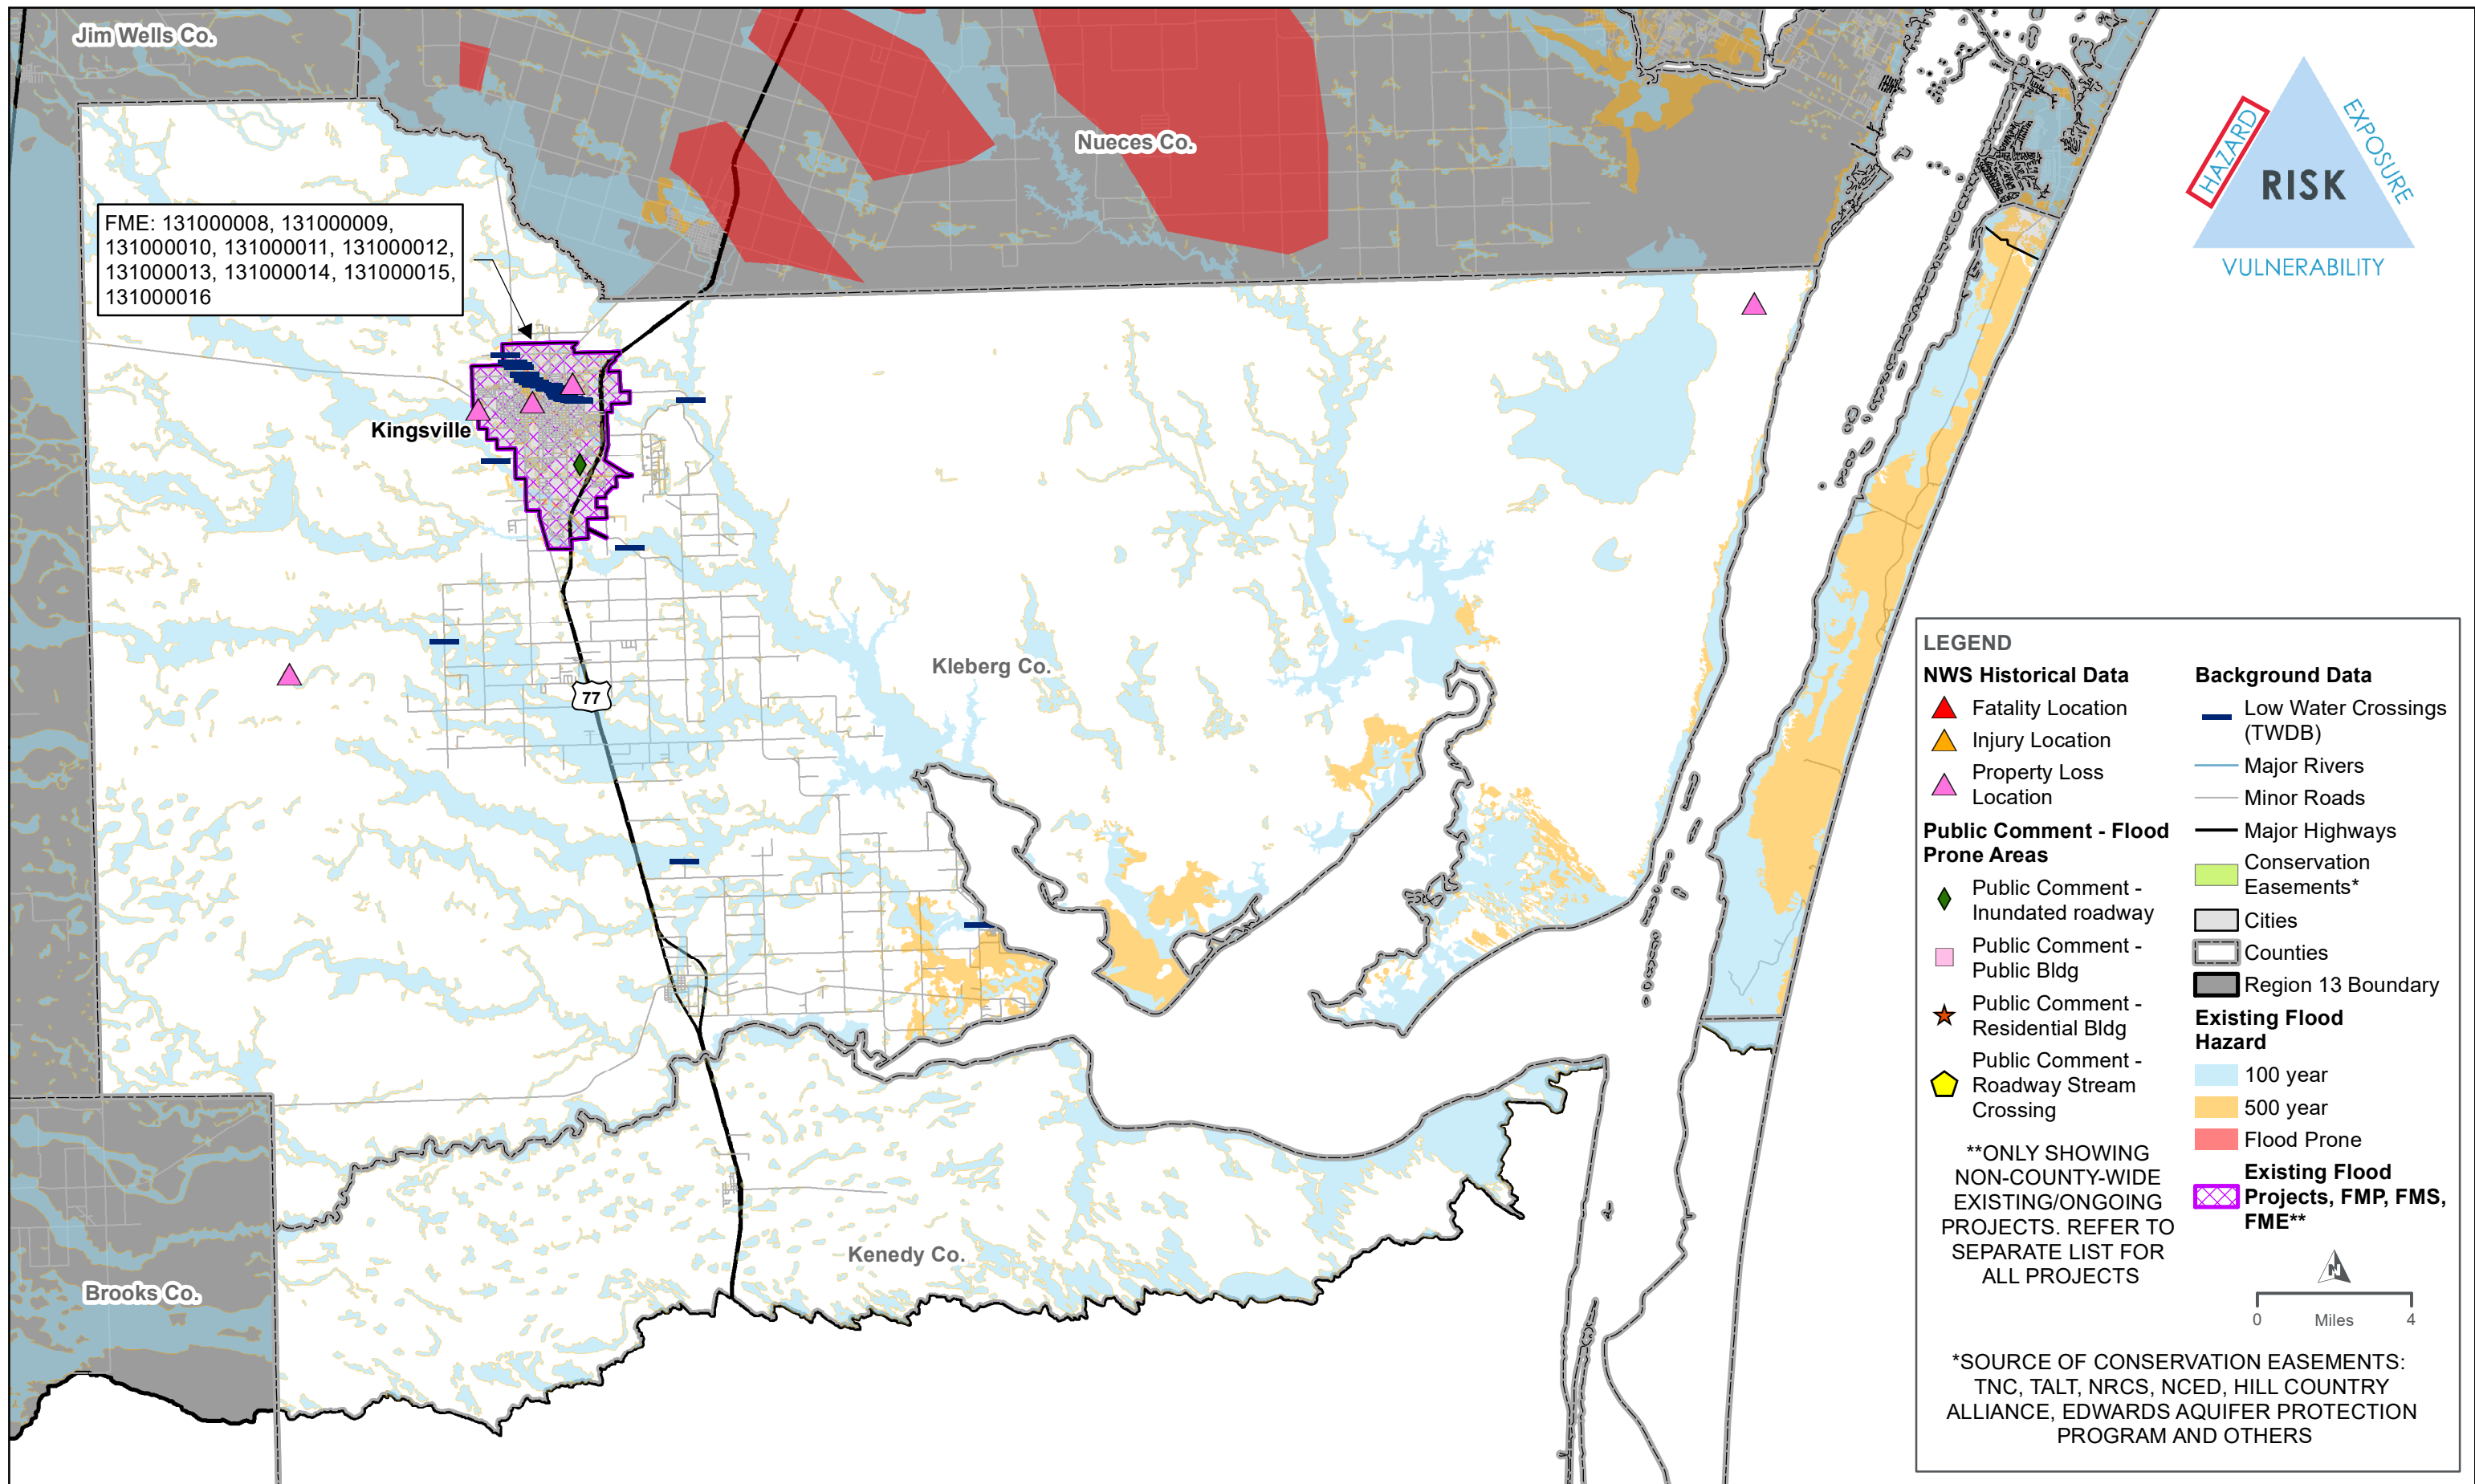 Jim Wells Co.
Nueces Co.
FME: 131000008, 131000009,
131000010, 131000011, 131000012,
131000013, 131000014, 131000015,
131000016
Kingsville
Kleberg Co.
77
Kenedy Co.
Brooks Co.
HAZARD
EXPOSURE
RISK
VULNERABILITY
LEGEND
NWS Historical Data
Fatality Location
Injury Location
Property Loss
Location
Public Comment - Flood
Prone Areas
Public Comment -
Inundated roadway
Public Comment -
Public Bldg
Public Comment -
Residential Bldg
Public Comment -
Roadway Stream
Crossing
**ONLY SHOWING
NON-COUNTY-WIDE
EXISTING/ONGOING
PROJECTS. REFER TO
SEPARATE LIST FOR
ALL PROJECTS
Background Data
Low Water Crossings
(TWDB)
Major Rivers
Minor Roads
Major Highways
Conservation
Easements*
Cities
Counties
Region 13 Boundary
Existing Flood
Hazard
100 year
500 year
Flood Prone
Existing Flood
Projects, FMP, FMS,
FME**
N
0 Miles 4
*SOURCE OF CONSERVATION EASEMENTS:
TNC, TALT, NRCS, NCED, HILL COUNTRY
ALLIANCE, EDWARDS AQUIFER PROTECTION
PROGRAM AND OTHERS